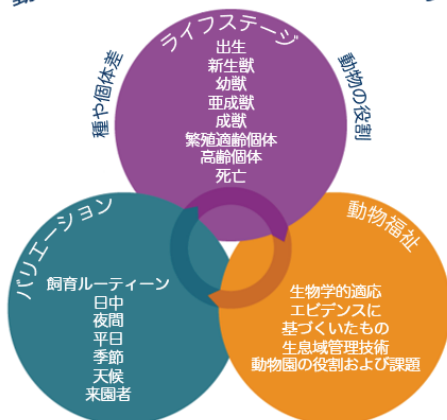 ライフステージ
種や個体差
動物の役割
出生
新生獣
幼獣
亜成獣
成獣
繁殖適齢個体
高齢個体
死亡
バリエーション
飼育ルーティーン
日中
夜間
平日
季節
天候
来園者
動物福祉
生物学的適応
エビデンスに
基づくいたもの
生息域管理技術
動物園の役割および課題